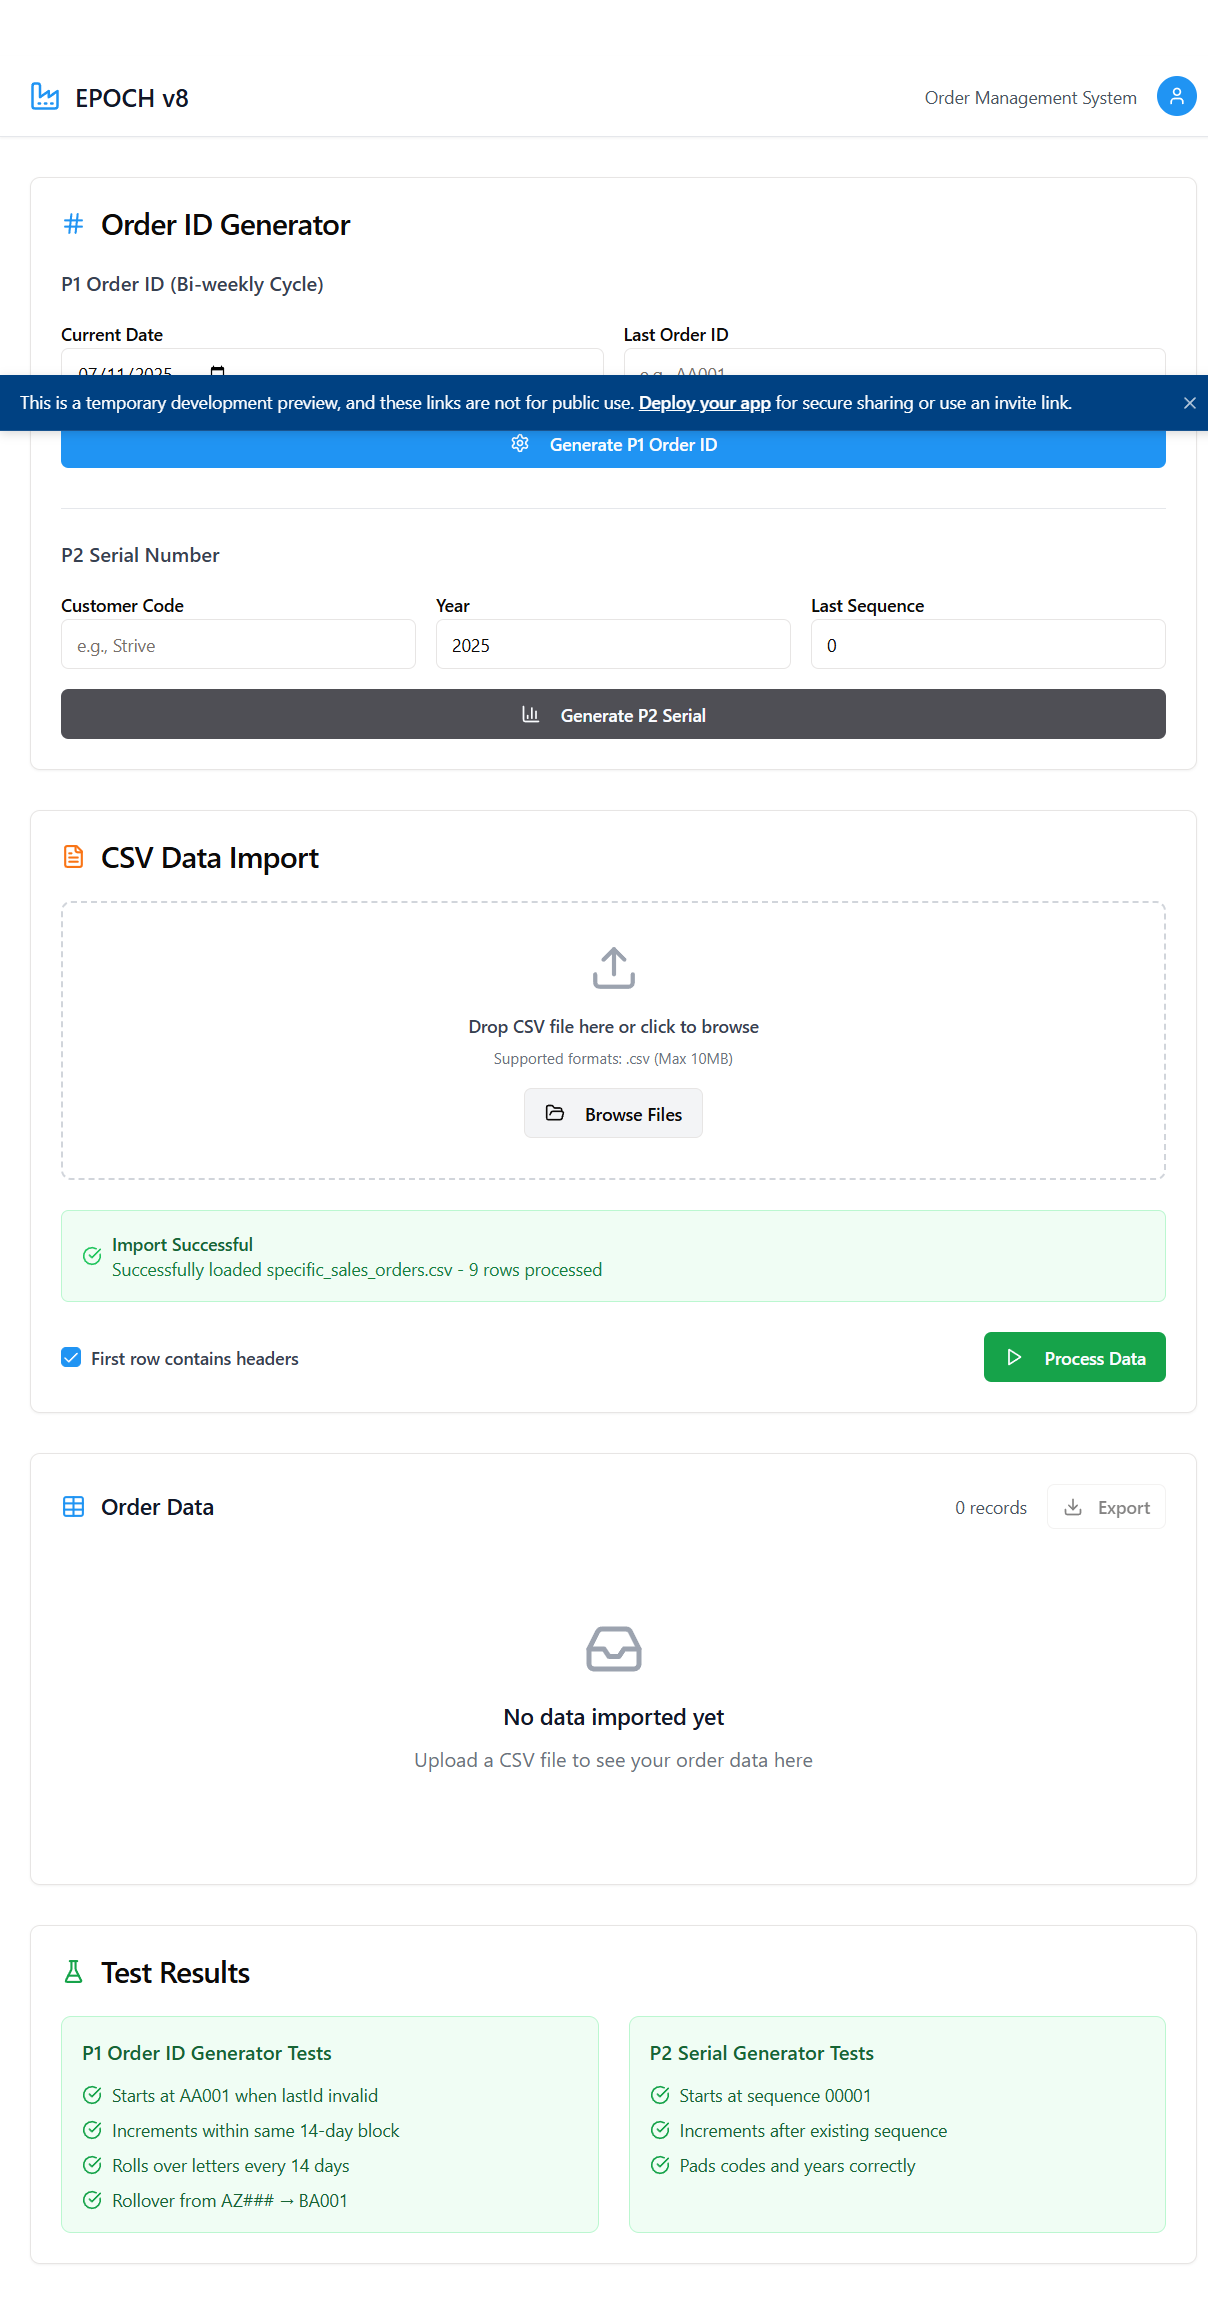 EPOCH v8
Order Management System
Order ID Generator
P1 Order ID (Bi-weekly Cycle)
Current Date
Last Order ID
07/11/2025
e.g., AA001
This is a temporary development preview, and these links are not for public use. Deploy your app for secure sharing or use an invite link.
Generate P1 Order ID
P2 Serial Number
Customer Code
Year
Last Sequence
e.g., Strive
2025
0
Generate P2 Serial
CSV Data Import
Drop CSV file here or click to browse
Supported formats: .csv (Max 10MB)
Browse Files
Import Successful
Successfully loaded specific_sales_orders.csv - 9 rows processed
First row contains headers
Process Data
Order Data
0 records
Export
No data imported yet
Upload a CSV file to see your order data here
Test Results
P1 Order ID Generator Tests
Starts at AA001 when lastId invalid
Increments within same 14-day block
Rolls over letters every 14 days
Rollover from AZ### → BA001
P2 Serial Generator Tests
Starts at sequence 00001
Increments after existing sequence
Pads codes and years correctly